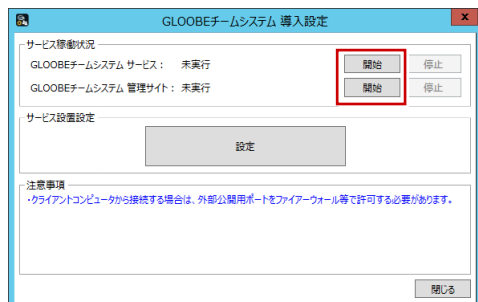 GLOOBEチームシステム 導入設定
x
サービス稼働状況
GLOOBEチームシステム サービス： 未実行 開始 停止
GLOOBEチームシステム 管理サイト： 未実行 開始 停止
サービス設置設定
設定
注意事項
・クライアントコンピュータから接続する場合は、外部公開用ポートをファイアーウォール等で許可する必要があります。
閉じる